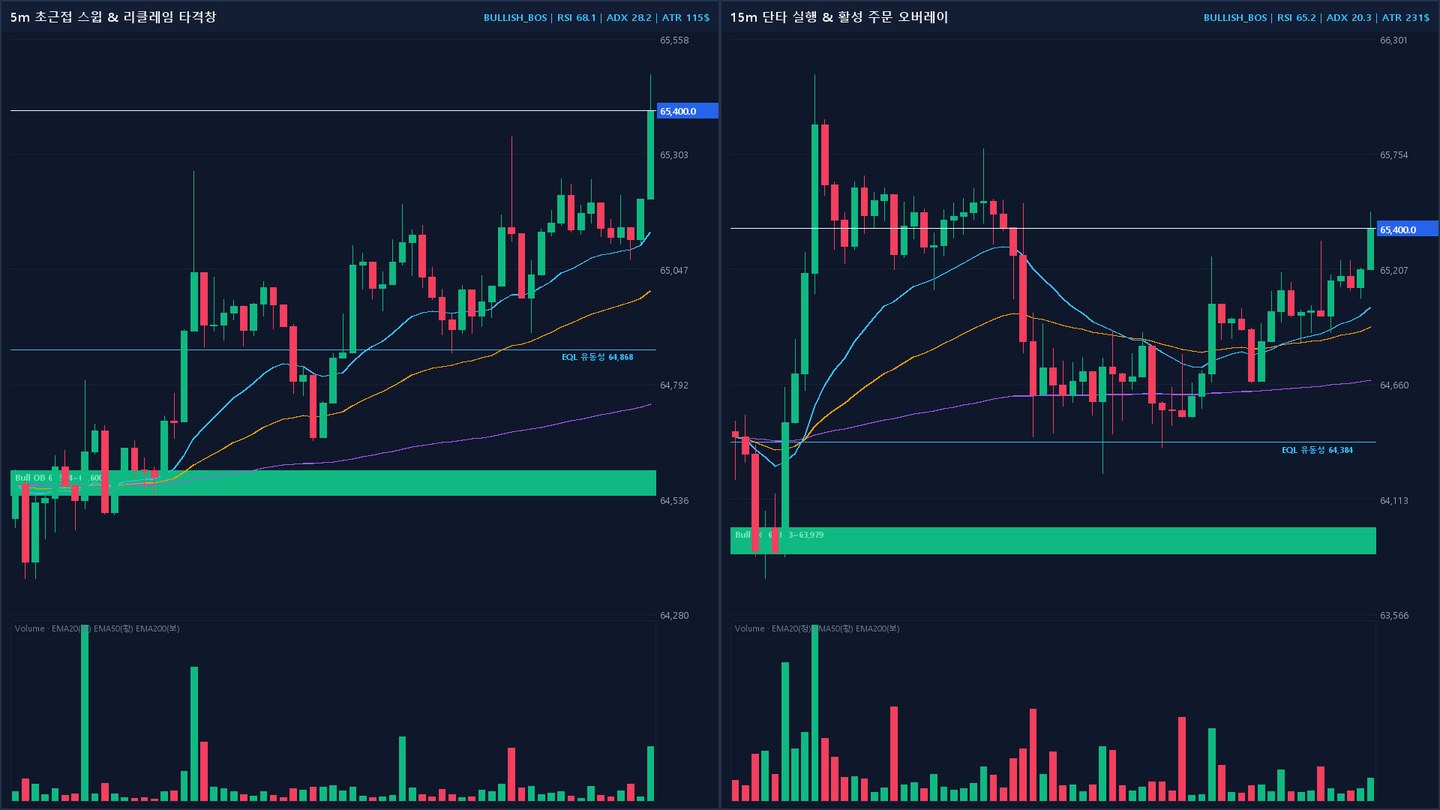 5m 초근접 스윕 & 리클레임 타격창
BULLISH_BOS | RSI 68.1 | ADX 28.2 | ATR 115$
65,558
65,400.0
65,303
65,047
EQL 유동성 64,868
64,792
Bull OB
64,536
64,280
Volume · EMA20 EMA50(황) EMA200(보)
15m 단타 실행 & 활성 주문 오버레이
BULLISH_BOS | RSI 65.2 | ADX 20.3 | ATR 231$
66,301
65,754
65,400.0
65,207
64,660
EQL 유동성 64,384
64,113
Bull
~63,979
63,566
Volume · EMA20(청) EMA50(황) EMA200(보)